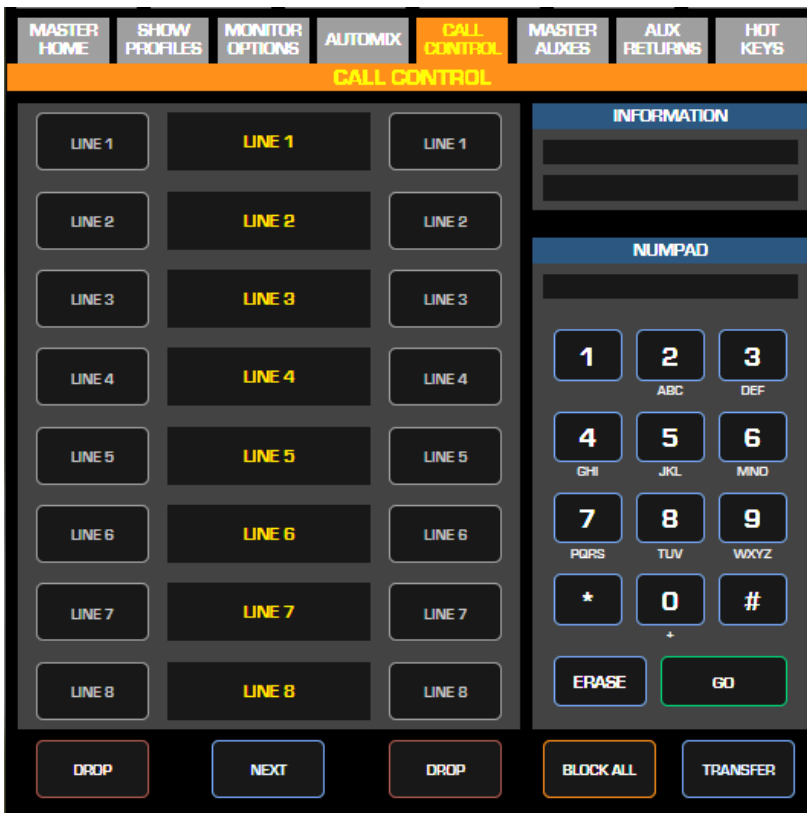 MASTER HOME SHOW PROFILES MONITOR OPTIONS AUTOMIX CALL CONTROL MASTER AUXES AUX RETURNS HOT KEYS
CALL CONTROL
LINE 1 LINE 1 LINE 1
LINE 2 LINE 2 LINE 2
LINE 3 LINE 3 LINE 3
LINE 4 LINE 4 LINE 4
LINE 5 LINE 5 LINE 5
LINE 6 LINE 6 LINE 6
LINE 7 LINE 7 LINE 7
LINE 8 LINE 8 LINE 8
DROP NEXT DROP
INFORMATION
NUMPAD
1 2 3
ABC DEF
4 5 6
GHI JKL MNO
7 8 9
PQRS TUV WXYZ
* 0 #
+
ERASE GO
BLOCK ALL TRANSFER